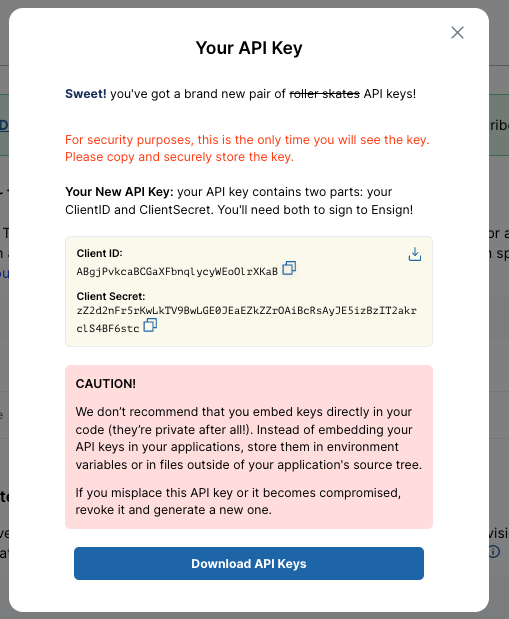 Your API Key
Sweet! you've got a brand new pair of roller skates API keys!
For security purposes, this is the only time you will see the key.
Please copy and securely store the key.
Your New API Key: your API key contains two parts: your
ClientID and ClientSecret. You'll need both to sign to Ensign!
Client ID:
ABgjPvkcaBCGaXFbnqlycyWEoOlrXKaB
Client Secret:
zZ2d2nFr5rKwLkTV9BwLGE0JEaEZkZZrOAiBcRsAyJE5izBzIT2akr
clS4BF6stc
CAUTION!
We don’t recommend that you embed keys directly in your
code (they’re private after all!). Instead of embedding your
API keys in your applications, store them in environment
variables or in files outside of your application's source tree.
If you misplace this API key or it becomes compromised,
revoke it and generate a new one.
Download API Keys